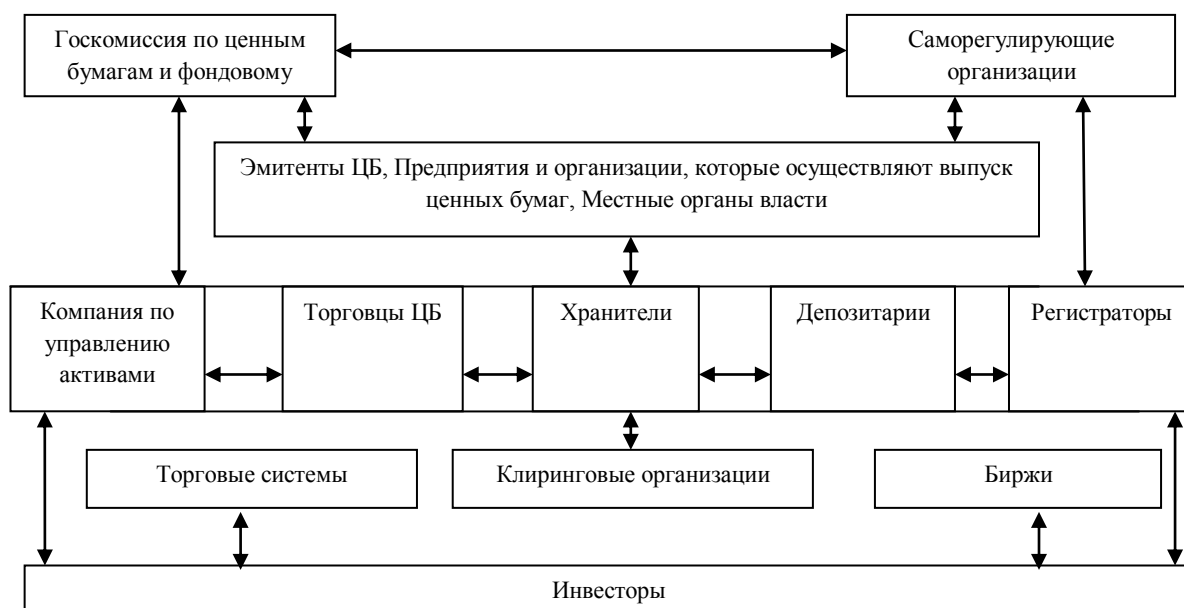 Госкомиссия по ценным
бумагам и фондовому
Саморегулирующие
организации
Эмитенты ЦБ, Предприятия и организации, которые осуществляют выпуск
ценных бумаг, Местные органы власти
Компания по
управлению
активами
Торговцы ЦБ
Хранители
Депозитарии
Регистраторы
Торговые системы
Клиринговые организации
Биржи
Инвесторы